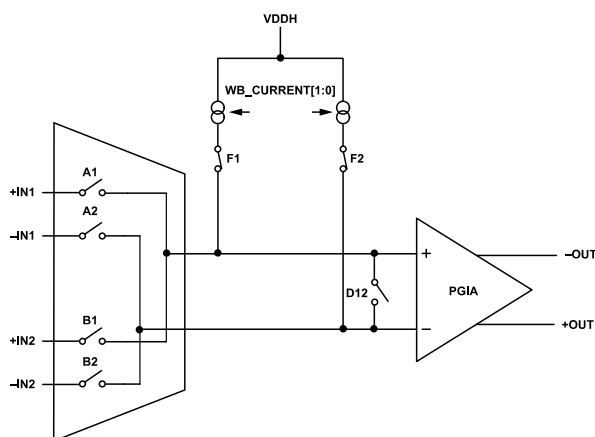 VDDH
WB_CURRENT[1:0]
F1
F2
A1
+IN1
A2
–IN1
+
–OUT
D12
PGIA
B1
–
+OUT
+IN2
B2
–IN2